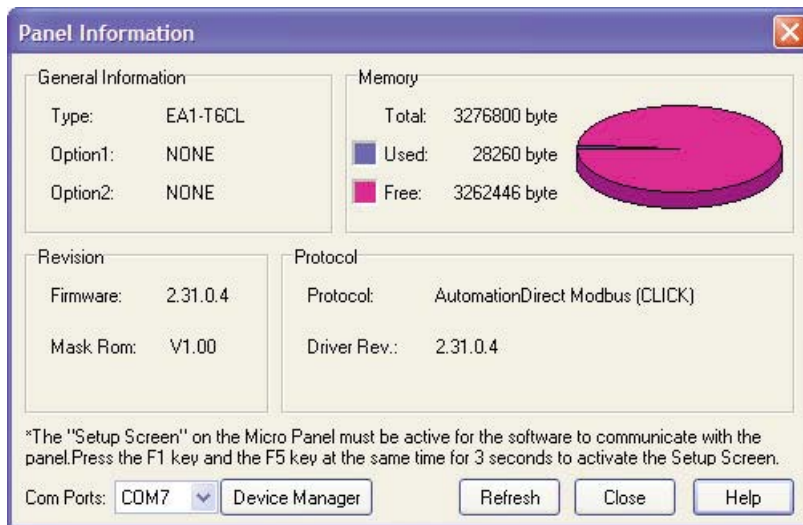 Panel Information
General Information
Type: EA1-T6CL
Option1: NONE
Option2: NONE
Memory
Total: 3276800 byte
Used: 28260 byte
Free: 3262446 byte
Revision
Firmware: 2.31.0.4
Mask Rom: V1.00
Protocol
Protocol: AutomationDirect Modbus (CLICK)
Driver Rev.: 2.31.0.4
*The "Setup Screen" on the Micro Panel must be active for the software to communicate with the
panel.Press the F1 key and the F5 key at the same time for 3 seconds to activate the Setup Screen.
Com Ports: COM7 Device Manager Refresh Close Help